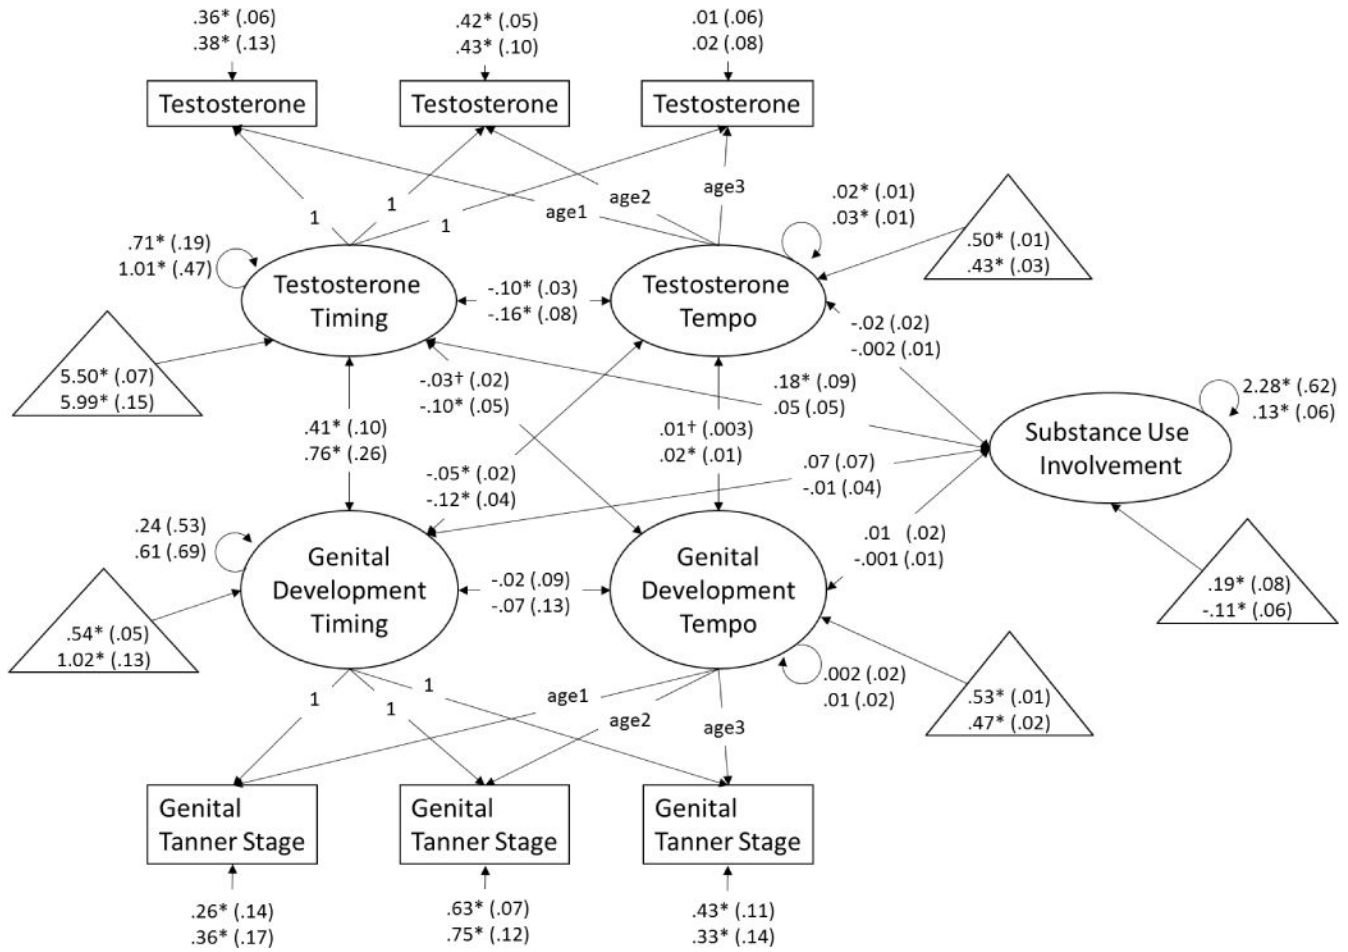 .36* (.06)
.38* (.13)
.42* (.05)
.43* (.10)
.01 (.06)
.02 (.08)
Testosterone
Testosterone
Testosterone
1
1
1
age1
age2
age3
.02* (.01)
.03* (.01)
.50* (.01)
.43* (.03)
.71* (.19)
1.01* (.47)
Testosterone
Timing
-.10* (.03)
-.16* (.08)
Testosterone
Tempo
-.02 (.02)
-.002 (.01)
5.50* (.07)
5.99* (.15)
-.03† (.02)
-.10* (.05)
.18* (.09)
.05 (.05)
2.28* (.62)
.13* (.06)
.41* (.10)
.76* (.26)
.01† (.003)
.02* (.01)
Substance Use
Involvement
-.05* (.02)
-.12* (.04)
.07 (.07)
-.01 (.04)
.24 (.53)
.61 (.69)
Genital
Development
Timing
-.02 (.09)
-.07 (.13)
Genital
Development
Tempo
.01 (.02)
-.001 (.01)
.19* (.08)
-.11* (.06)
.54* (.05)
1.02* (.13)
.002 (.02)
.01 (.02)
.53* (.01)
.47* (.02)
1
1
1
age1
age2
age3
Genital
Tanner Stage
Genital
Tanner Stage
Genital
Tanner Stage
.26* (.14)
.36* (.17)
.63* (.07)
.75* (.12)
.43* (.11)
.33* (.14)